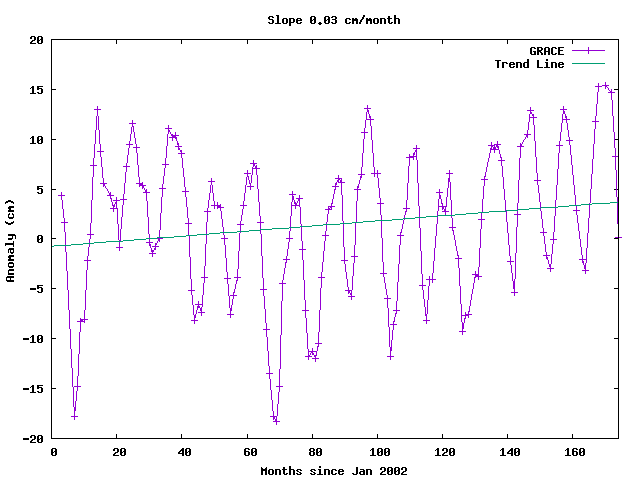 Slope 0.03 cm/month
GRACE
Trend Line
20
15
10
5
0
-5
-10
-15
-20
Anomaly (cm)
0 20 40 60 80 100 120 140 160
Months since Jan 2002